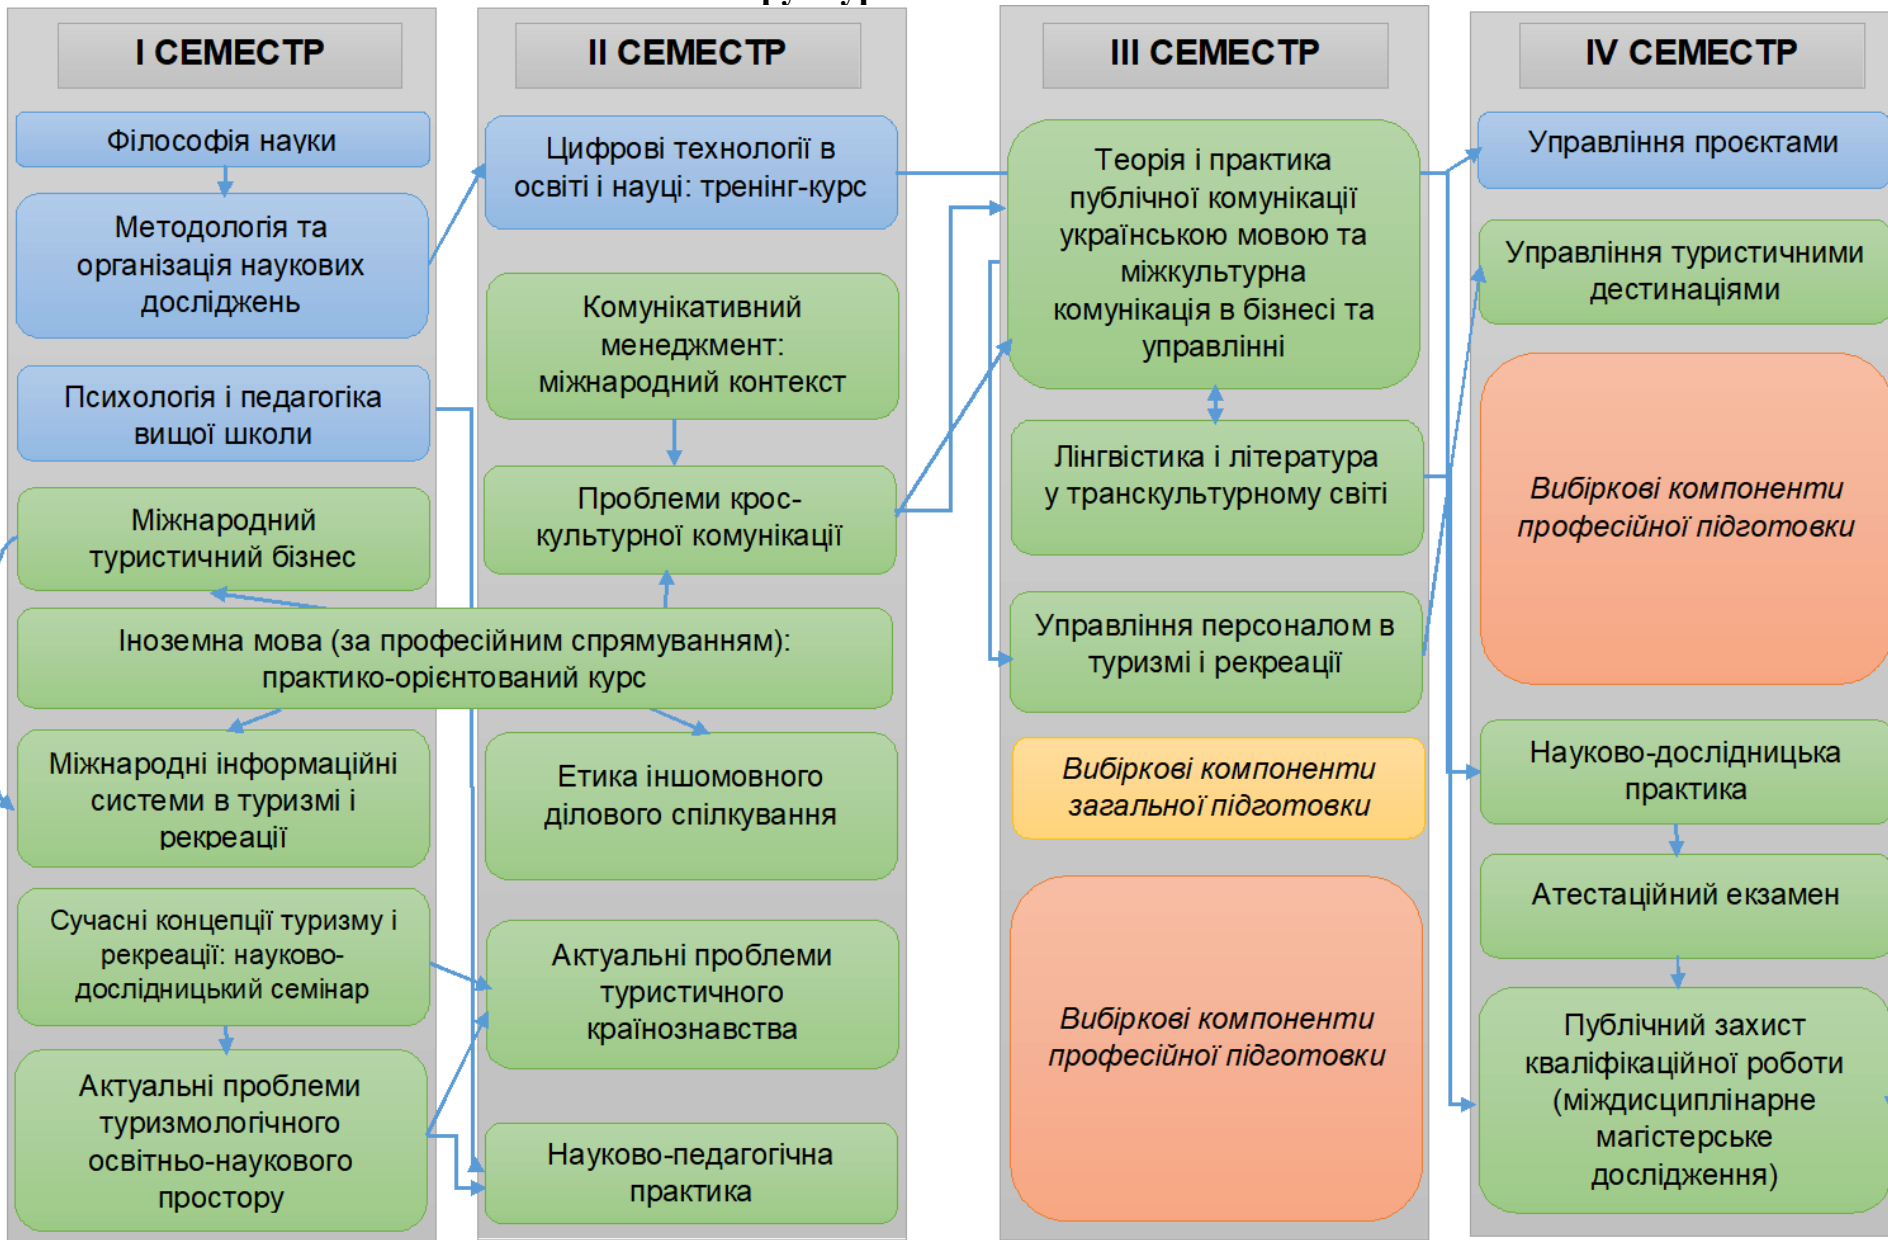 І СЕМЕСТР
Філософія науки
Методологія та
організація наукових
досліджень
Психологія і педагогіка
вищої школи
Міжнародний
туристичний бізнес
Іноземна мова (за професійним спрямуванням):
практико-орієнтований курс
Міжнародні інформаційні
системи в туризмі і
рекреації
Сучасні концепції туризму і
рекреації: науково-
дослідницький семінар
Актуальні проблеми
туризмологічного
освітньо-наукового
простору
ІІ СЕМЕСТР
Цифрові технології в
освіті і науці: тренінг-курс
Комунікативний
менеджмент:
міжнародний контекст
Проблеми крос-
культурної комунікації
Етика іншомовного
ділового спілкування
Актуальні проблеми
туристичного
країнознавства
Науково-педагогічна
практика
ІІІ СЕМЕСТР
Теорія і практика
публічної комунікації
українською мовою та
міжкультурна
комунікація в бізнесі та
управлінні
Лінгвістика і література
у транскультурному світі
Управління персоналом в
туризмі і рекреації
Вибіркові компоненти
загальної підготовки
Вибіркові компоненти
професійної підготовки
IV СЕМЕСТР
Управління проєктами
Управління туристичними
дестинаціями
Вибіркові компоненти
професійної підготовки
Науково-дослідницька
практика
Атестаційний екзамен
Публічний захист
кваліфікаційної роботи
(міждисциплінарне
магістерське
дослідження)